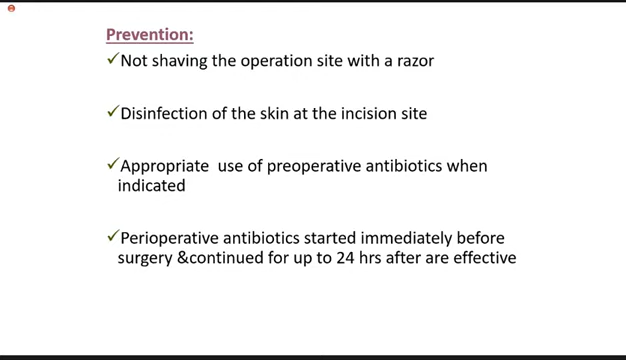 Prevention:
✓Not shaving the operation site with a razor
✓Disinfection of the skin at the incision site
✓Appropriate use of preoperative antibiotics when
indicated
✓Perioperative antibiotics started immediately before
surgery &continued for up to 24 hrs after are effective